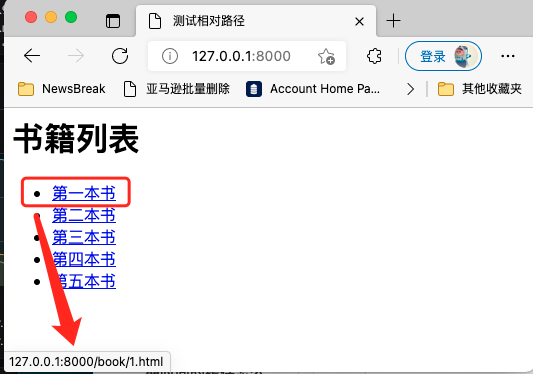 测试相对路径
127.0.0.1:8000
登录
NewsBreak
亚马逊批量删除
Account Home Pa...
其他收藏夹
书籍列表
第一本书
第二本书
第三本书
第四本书
第五本书
127.0.0.1:8000/book/1.html